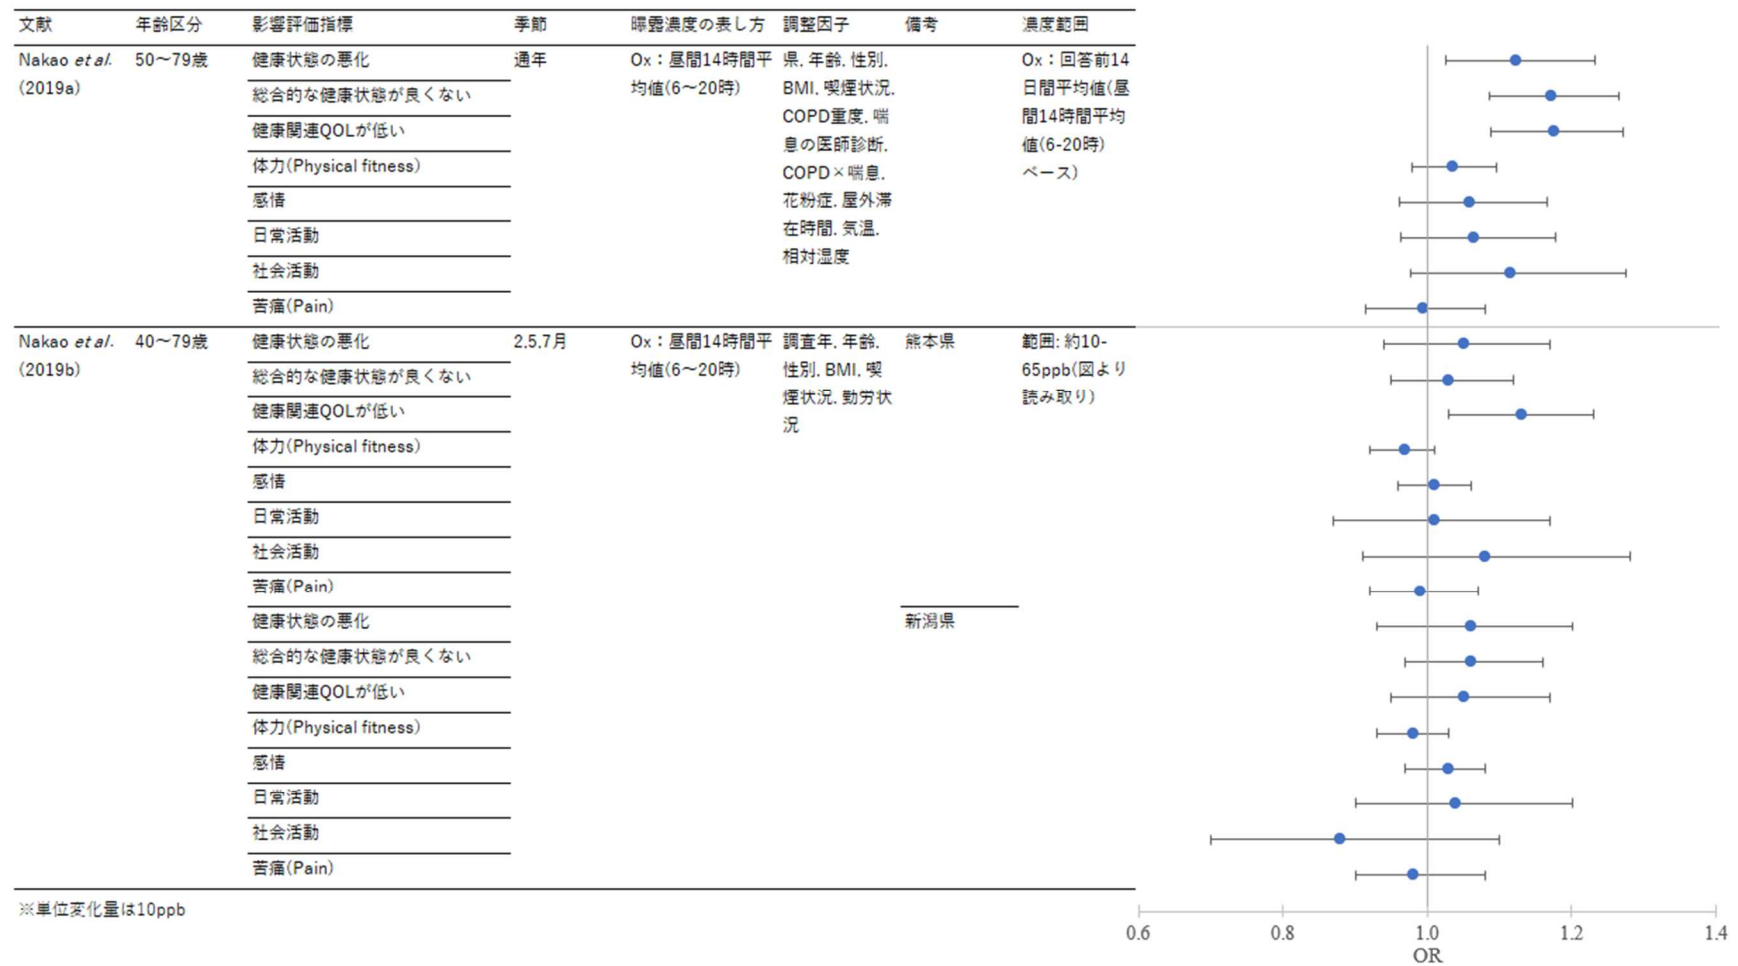 文献 年齢区分 影響評価指標 季節 曝露濃度の表し方 調整因子 備考 濃度範囲
Nakao et al. 50～79歳 健康状態の悪化 通年 Ox：昼間14時間平 県, 年齢, 性別, Ox：回答前14
(2019a) 総合的な健康状態が良くない 均値(6～20時) BMI, 喫煙状況, 日間平均値(昼
健康関連QOLが低い COPD重度, 喘 間14時間平均
体力(Physical fitness) 息の医師診断, 値(6-20時)
感情 COPD×喘息, ベース)
日常活動 花粉症, 屋外滞
社会活動 在時間, 気温,
苦痛(Pain) 相対湿度
Nakao et al. 40～79歳 健康状態の悪化 2,5,7月 Ox：昼間14時間平 調査年, 年齢, 熊本県 範囲: 約10-
(2019b) 総合的な健康状態が良くない 均値(6～20時) 性別, BMI, 喫 65ppb(図より
健康関連QOLが低い 煙状況, 勤労状 読み取り)
体力(Physical fitness) 況
感情
日常活動
社会活動
苦痛(Pain)
健康状態の悪化 新潟県
総合的な健康状態が良くない
健康関連QOLが低い
体力(Physical fitness)
感情
日常活動
社会活動
苦痛(Pain)
※単位変化量は10ppb
0.6 0.8 1.0 1.2 1.4
OR